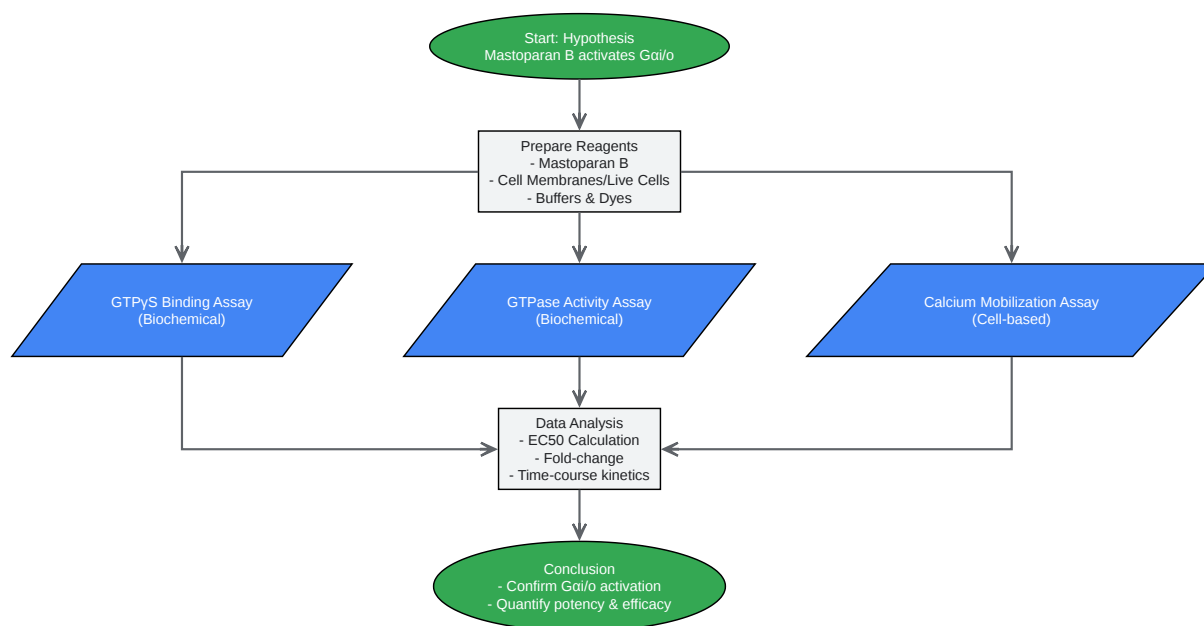 Start: Hypothesis
Mastoparan B activates Gαi/o
Prepare Reagents
- Mastoparan B
- Cell Membranes/Live Cells
- Buffers & Dyes
GTPγS Binding Assay
(Biochemical)
GTPase Activity Assay
(Biochemical)
Calcium Mobilization Assay
(Cell-based)
Data Analysis
- EC50 Calculation
- Fold-change
- Time-course kinetics
Conclusion
- Confirm Gαi/o activation
- Quantify potency & efficacy